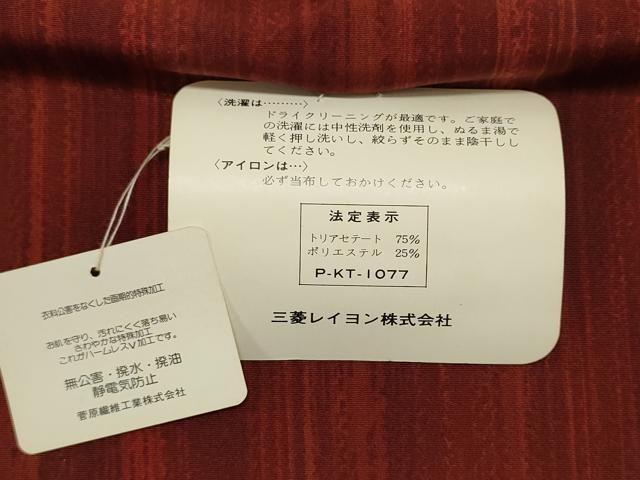 〈洗濯は………〉
ドライクリーニングが最適です。ご家庭で
の洗濯には中性洗剤を使用し、ぬるま湯で
軽く押し洗いし、絞らずそのまま陰干しし
てください。
〈アイロンは…〉
必ず当布しておかけください。
法定表示
トリアセテート 75%
ポリエステル 25%
P-KT-1077
三菱レイヨン株式会社
衣料公害をなくした画期的特殊加工
お肌を守り、汚れにくく落ち易い
さわやかな特殊加工
これがハームレスV加工です。
無公害・撥水・撥油
静電気防止
菅原繊維工業株式会社